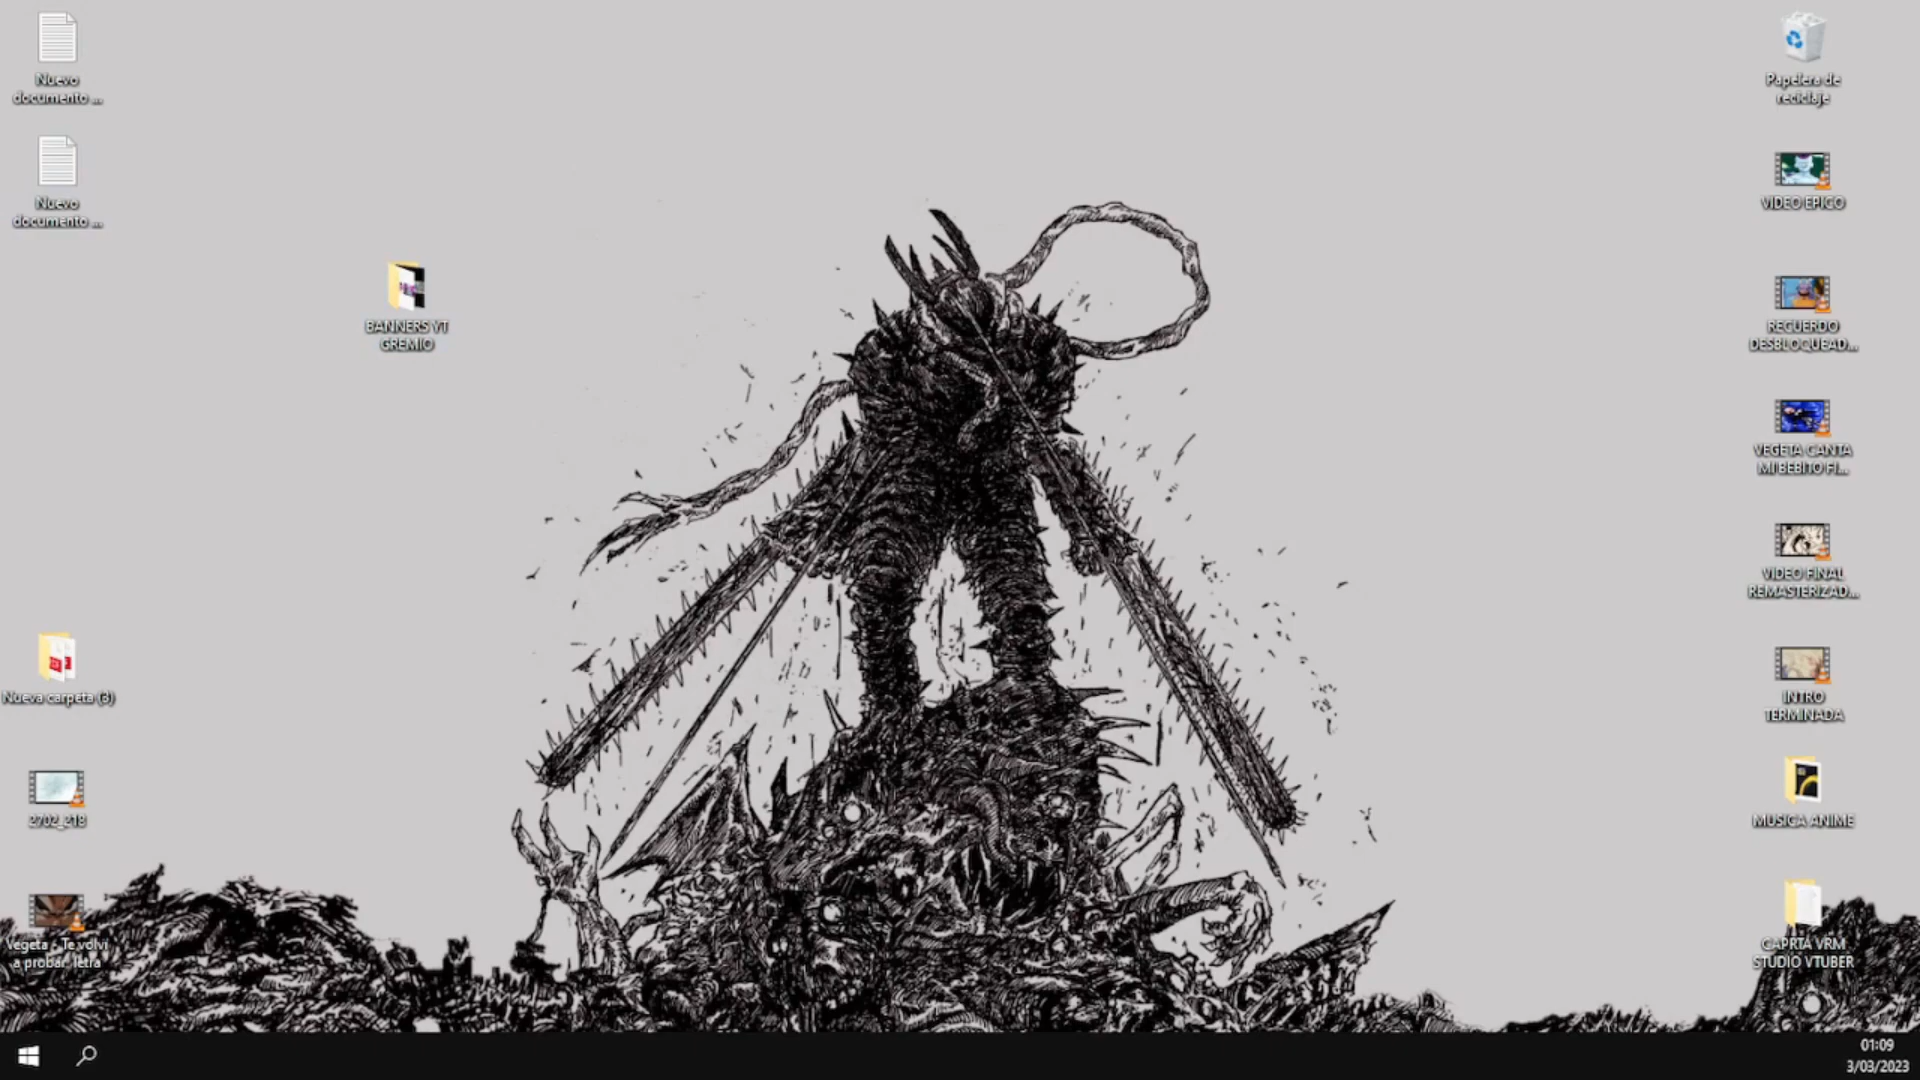 Nuevo
documento ...
Nuevo
documento ...
BANNERS YT
GREMIO
Nueva carpeta (3)
2702_218
Vegeta - Te volvi
a probar letra
Papelera de
reciclaje
VIDEO EPICO
RECUERDO
DESBLOQUEAD...
VEGETA CANTA
MI BEBITO FI...
VIDEO FINAL
REMASTERIZAD...
INTRO
TERMINADA
MUSICA ANIME
CAPRTA VRM
STUDIO VTUBER
01:09
3/03/2023